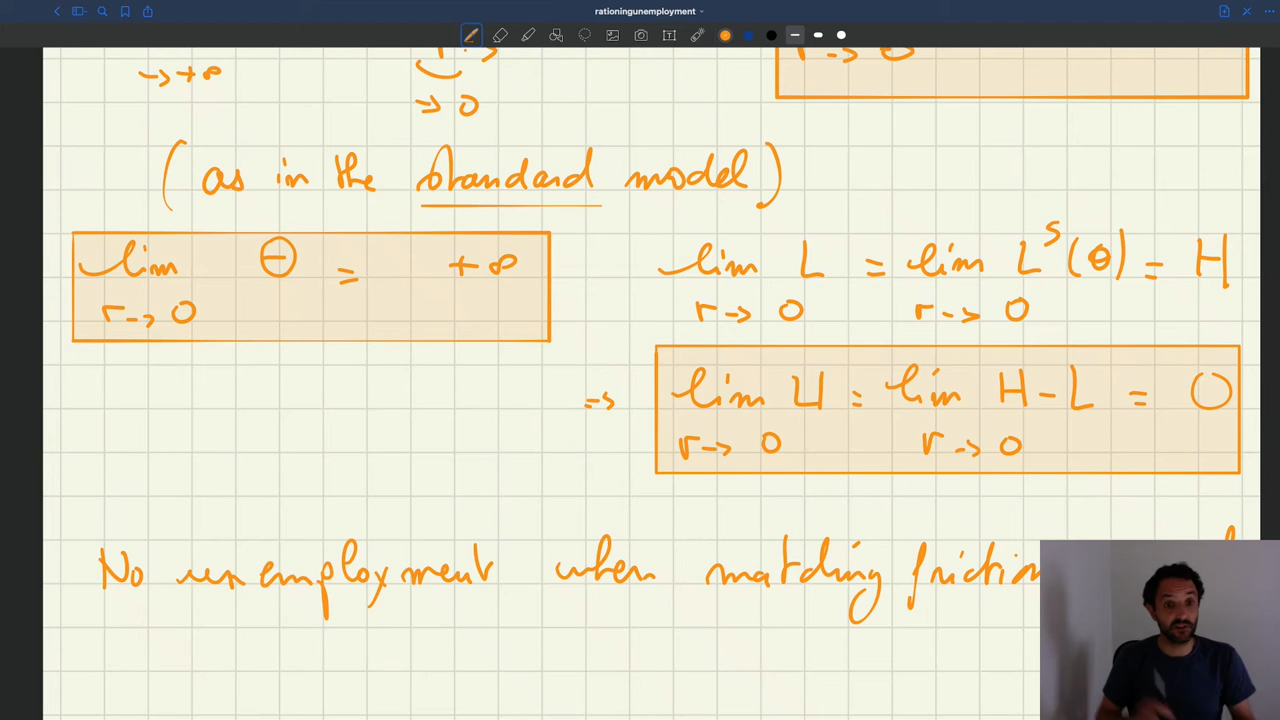 rationingunemployment
→ +∞
→ 0
r → 0
(as in the standard model)
lim θ = +∞
r → 0
lim L = lim L^s(θ) = H
r → 0 r → 0
⇒ lim U = lim H - L = 0
r → 0 r → 0
No unemployment when matching